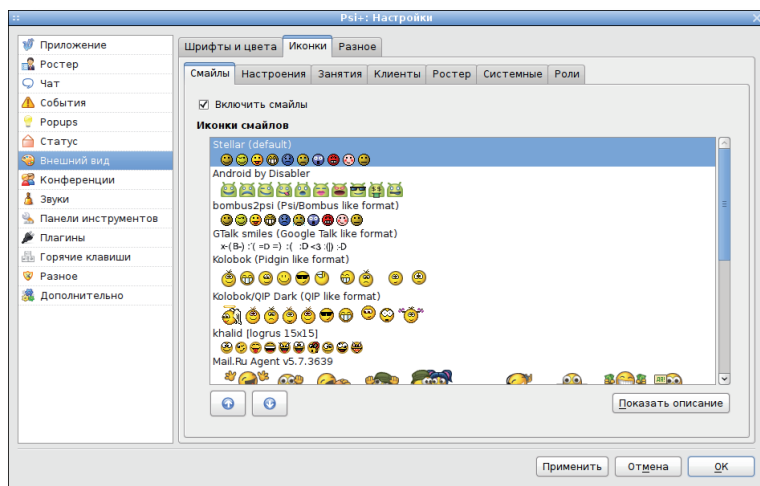 Psi+: Настройки
Приложение
Ростер
Чат
События
Popups
Статус
Внешний вид
Конференции
Звуки
Панели инструментов
Плагины
Горячие клавиши
Разное
Дополнительно
Шрифты и цвета Иконки Разное
Смайлы Настроения Занятия Клиенты Ростер Системные Роли
Включить смайлы
Иконки смайлов
Stellar (default)
Android by Disabler
bombus2psi (Psi/Bombus like format)
GTalk smiles (Google Talk like format)
x-( B-) :'( =D =) :( :D <3 :(|) :-D
Kolobok (Pidgin like format)
Kolobok/QIP Dark (QIP like format)
khalid [logrus 15x15]
Mail.Ru Agent v5.7.3639
Показать описание
Применить Отмена OK